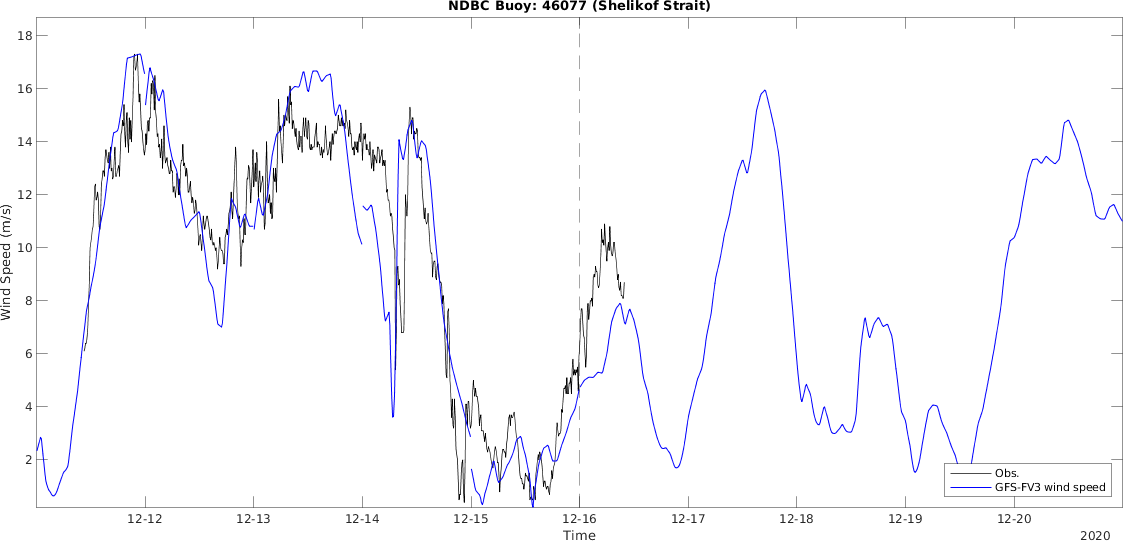 NDBC Buoy: 46077 (Shelikof Strait)
18
16
14
12
10
8
6
4
2
Wind Speed (m/s)
Obs.
GFS-FV3 wind speed
12-12 12-13 12-14 12-15 12-16 12-17 12-18 12-19 12-20
Time
2020